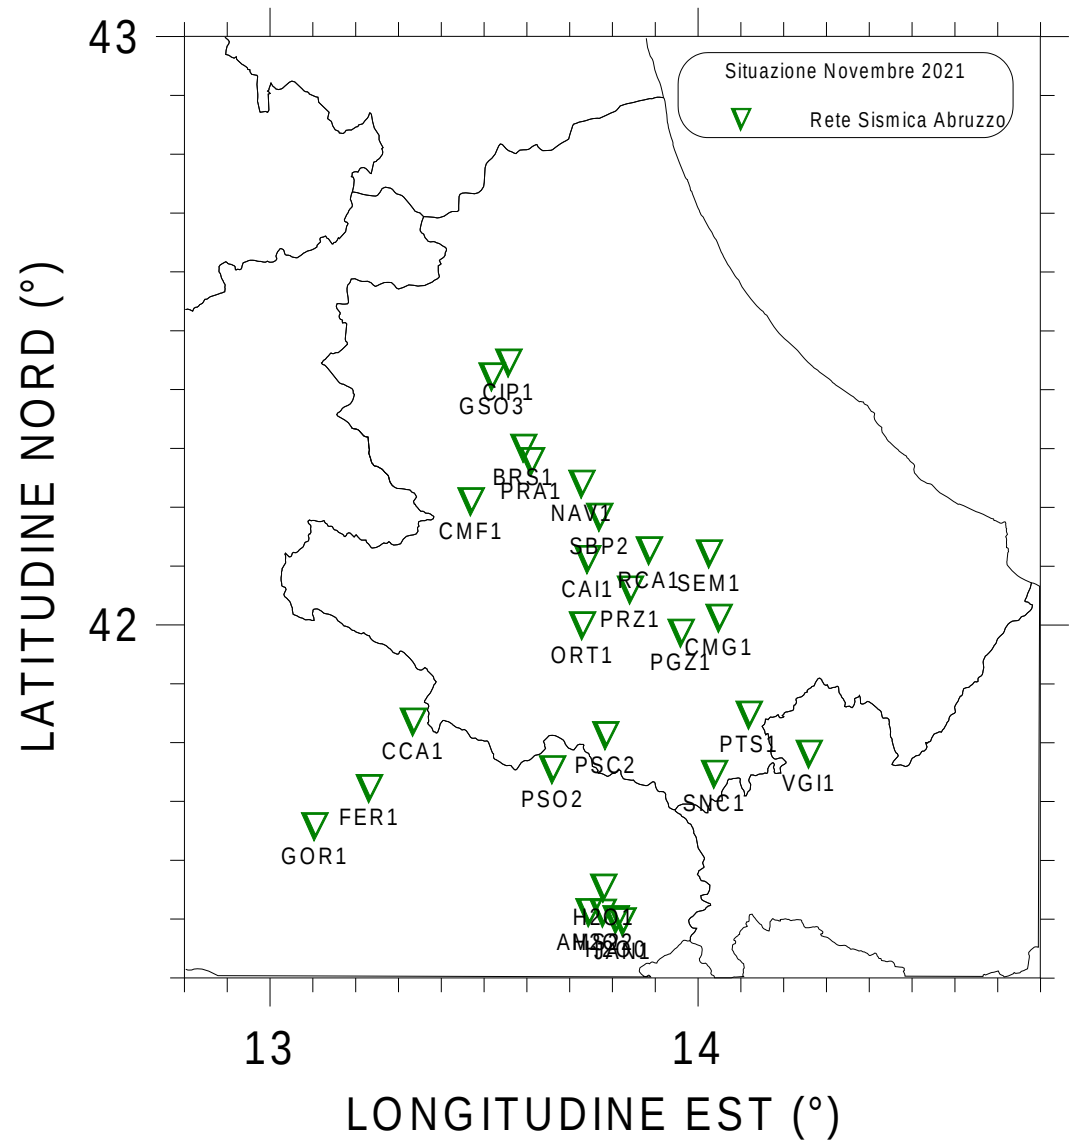 43
Situazione Novembre 2021
Rete Sismica Abruzzo
LATITUDINE NORD (°)
CIP1
GSO3
BRS1
PRA1
NAV1
CMF1
SBP2
RCA1
SEM1
CAI1
PRZ1
42
ORT1
CMG1
PGZ1
CCA1
PTS1
PSC2
VGI1
PSO2
SNC1
FER1
GOR1
H2O1
JAN1
13
14
LONGITUDINE EST (°)